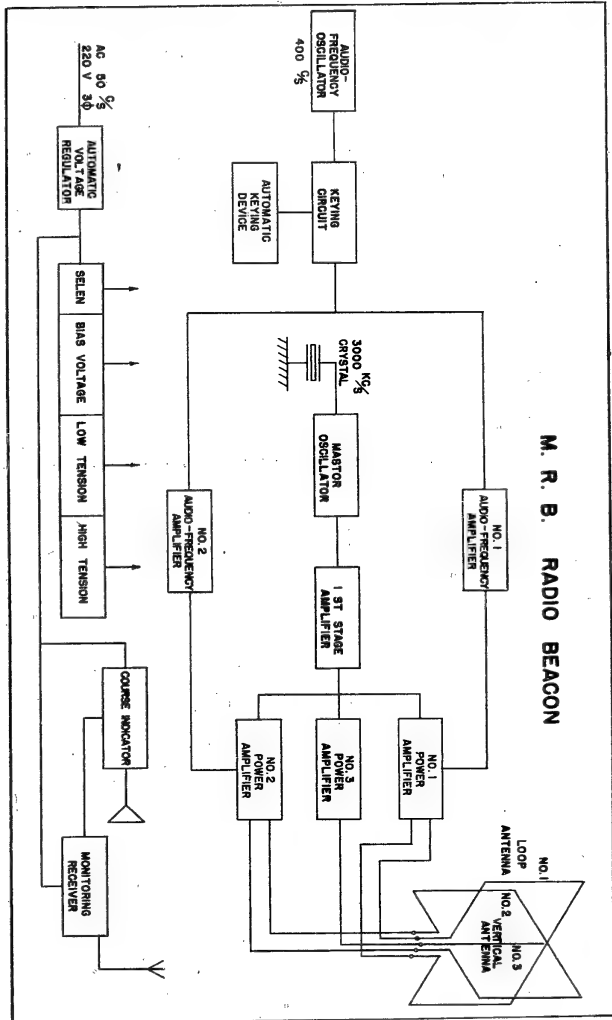 M. R. B. RADIO BEACON
AUDIO-
FREQUENCY
OSCILLATOR
400 C/S
KEYING
CIRCUIT
AUTOMATIC
KEYING
DEVICE
NO. 1
AUDIO-FREQUENCY
AMPLIFIER
3000 KC/S
CRYSTAL
MASTOR
OSCILLATOR
1 ST STAGE
AMPLIFIER
NO. 2
AUDIO-FREQUENCY
AMPLIFIER
NO. 1
POWER
AMPLIFIER
NO. 3
POWER
AMPLIFIER
NO. 2
POWER
AMPLIFIER
NO. 1
LOOP
ANTENNA
NO. 2
NO. 3
VERTICAL
ANTENNA
AC 50 C/S
220 V 3Φ
AUTOMATIC
VOLTAGE
REGULATOR
SELEN
BIAS VOLTAGE
LOW TENSION
HIGH TENSION
COURSE INDICATOR
MONITORING
RECEIVER